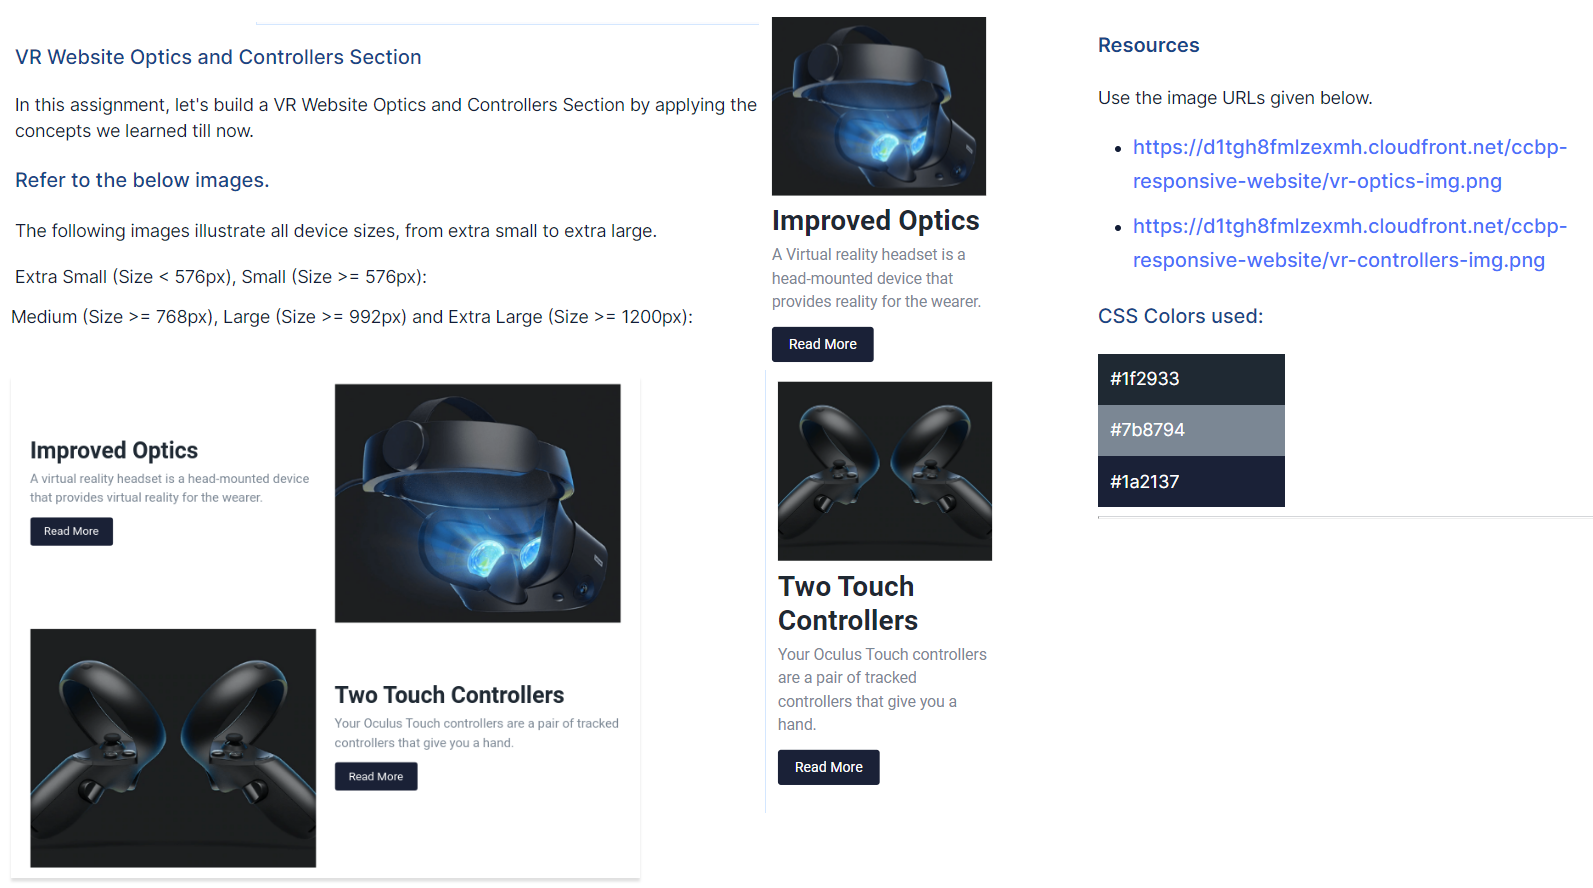 VR Website Optics and Controllers Section
In this assignment, let's build a VR Website Optics and Controllers Section by applying the
concepts we learned till now.
Refer to the below images.
The following images illustrate all device sizes, from extra small to extra large.
Extra Small (Size < 576px), Small (Size >= 576px):
Medium (Size >= 768px), Large (Size >= 992px) and Extra Large (Size >= 1200px):
Improved Optics
A virtual reality headset is a head-mounted device
that provides virtual reality for the wearer.
Read More
Two Touch Controllers
Your Oculus Touch controllers are a pair of tracked
controllers that give you a hand.
Read More
Improved Optics
A Virtual reality headset is a
head-mounted device that
provides reality for the wearer.
Read More
Two Touch
Controllers
Your Oculus Touch controllers
are a pair of tracked
controllers that give you a
hand.
Read More
Resources
Use the image URLs given below.
https://d1tgh8fmlzexmh.cloudfront.net/ccbp-
responsive-website/vr-optics-img.png
https://d1tgh8fmlzexmh.cloudfront.net/ccbp-
responsive-website/vr-controllers-img.png
CSS Colors used:
#1f2933
#7b8794
#1a2137